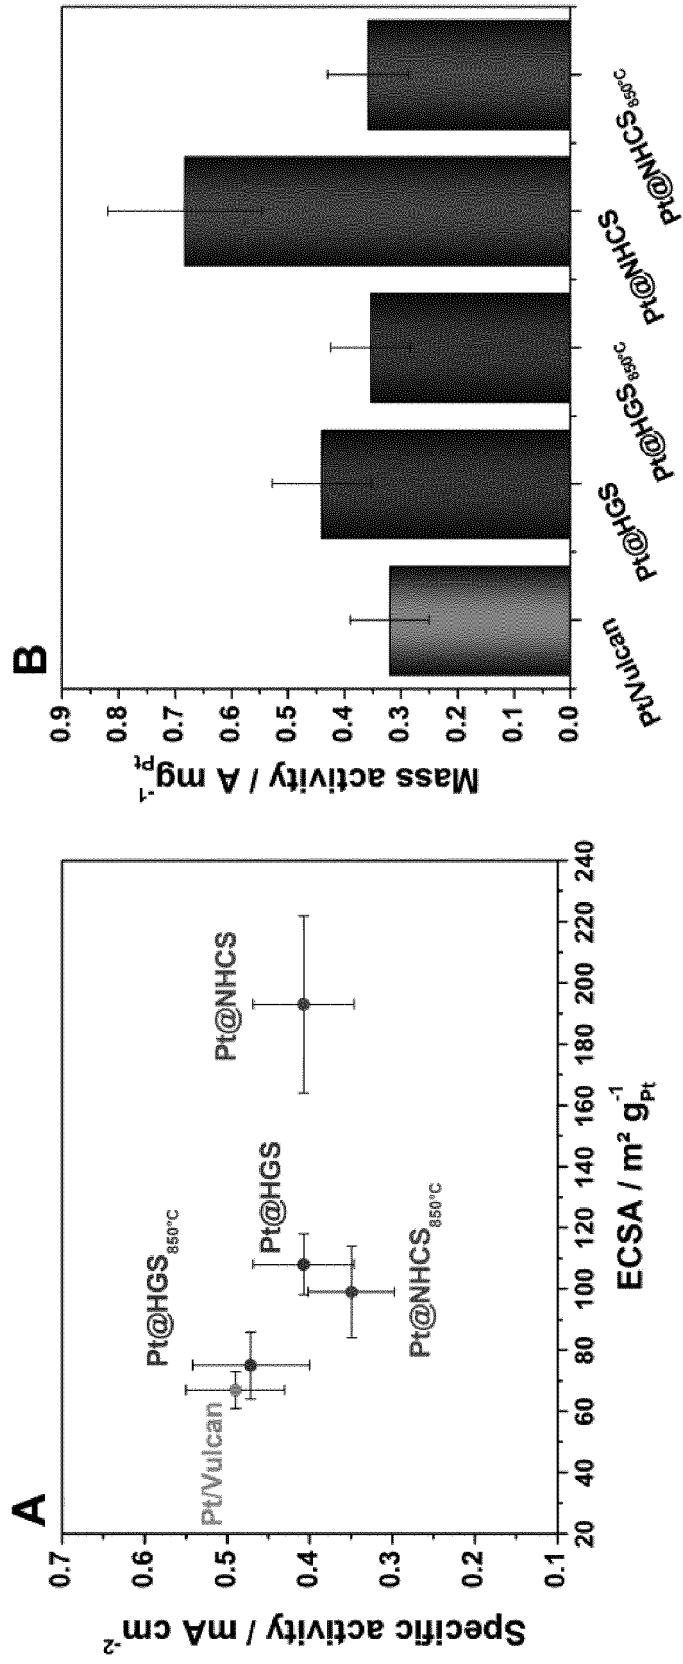 A
0.7
0.6
0.5
0.4
0.3
0.2
0.1
Specific activity / mA cm⁻²
20 40 60 80 100 120 140 160 180 200 220 240
ECSA / m² g_Pt⁻¹
Pt/Vulcan
Pt@HGS850°C
Pt@HGS
Pt@NHCS850°C
Pt@NHCS
B
0.9
0.8
0.7
0.6
0.5
0.4
0.3
0.2
0.1
0.0
Mass activity / A mg_Pt⁻¹
Pt/Vulcan
Pt@HGS
Pt@HGS850°C
Pt@NHCS
Pt@NHCS850°C